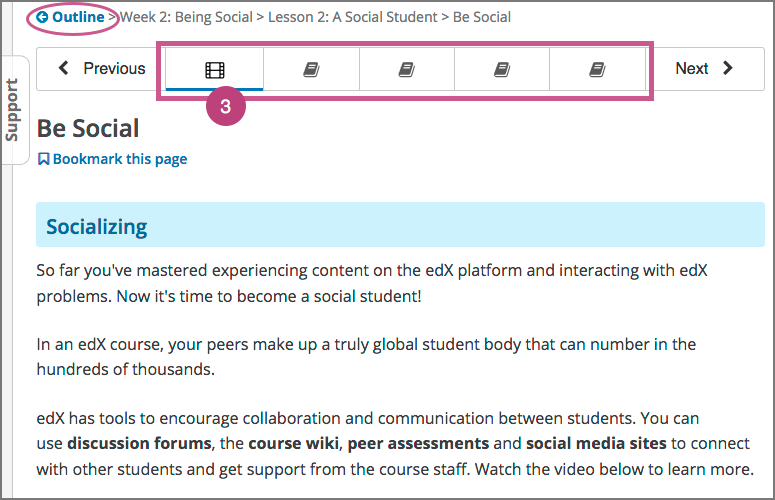 Outline > Week 2: Being Social > Lesson 2: A Social Student > Be Social
Previous
Next
3
Support
Be Social
Bookmark this page
Socializing
So far you've mastered experiencing content on the edX platform and interacting with edX
problems. Now it's time to become a social student!
In an edX course, your peers make up a truly global student body that can number in the
hundreds of thousands.
edX has tools to encourage collaboration and communication between students. You can
use discussion forums, the course wiki, peer assessments and social media sites to connect
with other students and get support from the course staff. Watch the video below to learn more.